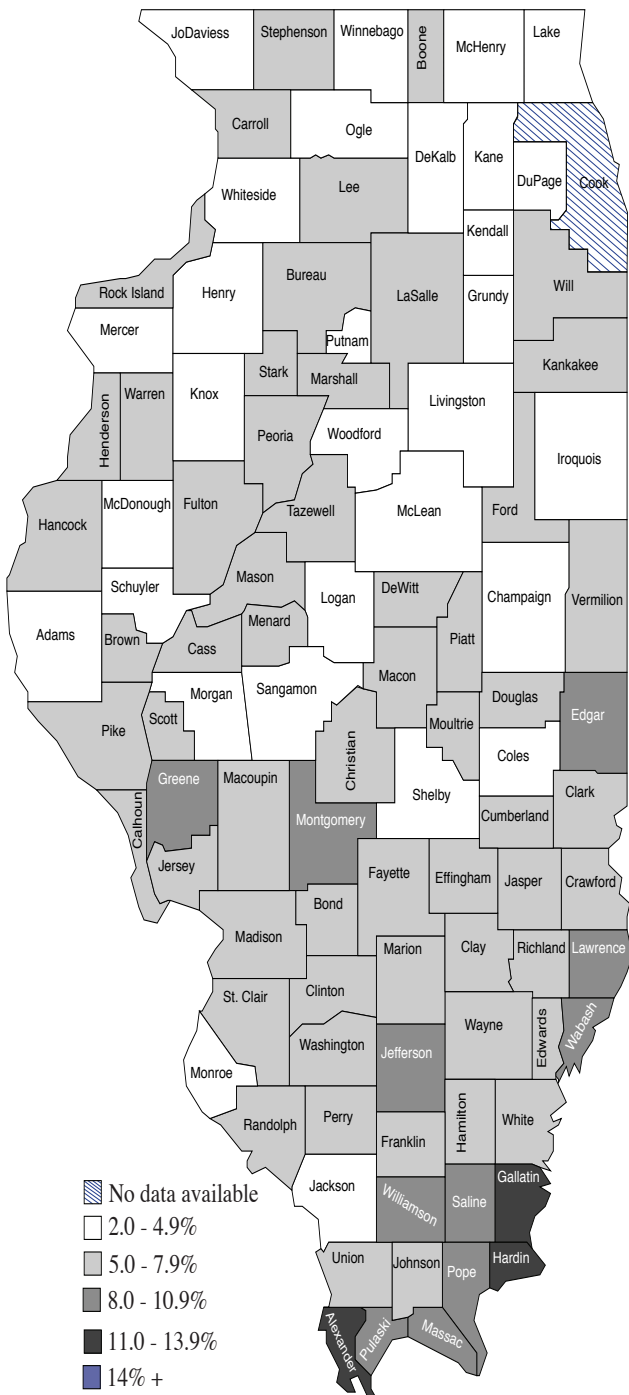 JoDaviess
Stephenson
Winnebago
Boone
McHenry
Lake
Carroll
Ogle
DeKalb
Kane
DuPage
Cook
Whiteside
Lee
Kendall
Rock Island
Henry
Bureau
LaSalle
Grundy
Will
Mercer
Putnam
Kankakee
Henderson
Warren
Knox
Stark
Marshall
Livingston
Peoria
Woodford
Iroquois
Hancock
McDonough
Fulton
Tazewell
McLean
Ford
Schuyler
Mason
Logan
DeWitt
Champaign
Vermilion
Adams
Brown
Cass
Menard
Piatt
Macon
Pike
Scott
Morgan
Sangamon
Christian
Moultrie
Douglas
Edgar
Coles
Greene
Macoupin
Montgomery
Shelby
Clark
Calhoun
Jersey
Cumberland
Fayette
Effingham
Jasper
Crawford
Bond
Madison
Marion
Clay
Richland
Lawrence
St. Clair
Clinton
Wayne
Edwards
Wabash
Washington
Jefferson
Monroe
Randolph
Perry
Franklin
Hamilton
White
Jackson
Williamson
Saline
Gallatin
Union
Johnson
Pope
Hardin
Alexander
Pulaski
Massac
No data available
2.0 - 4.9%
5.0 - 7.9%
8.0 - 10.9%
11.0 - 13.9%
14% +